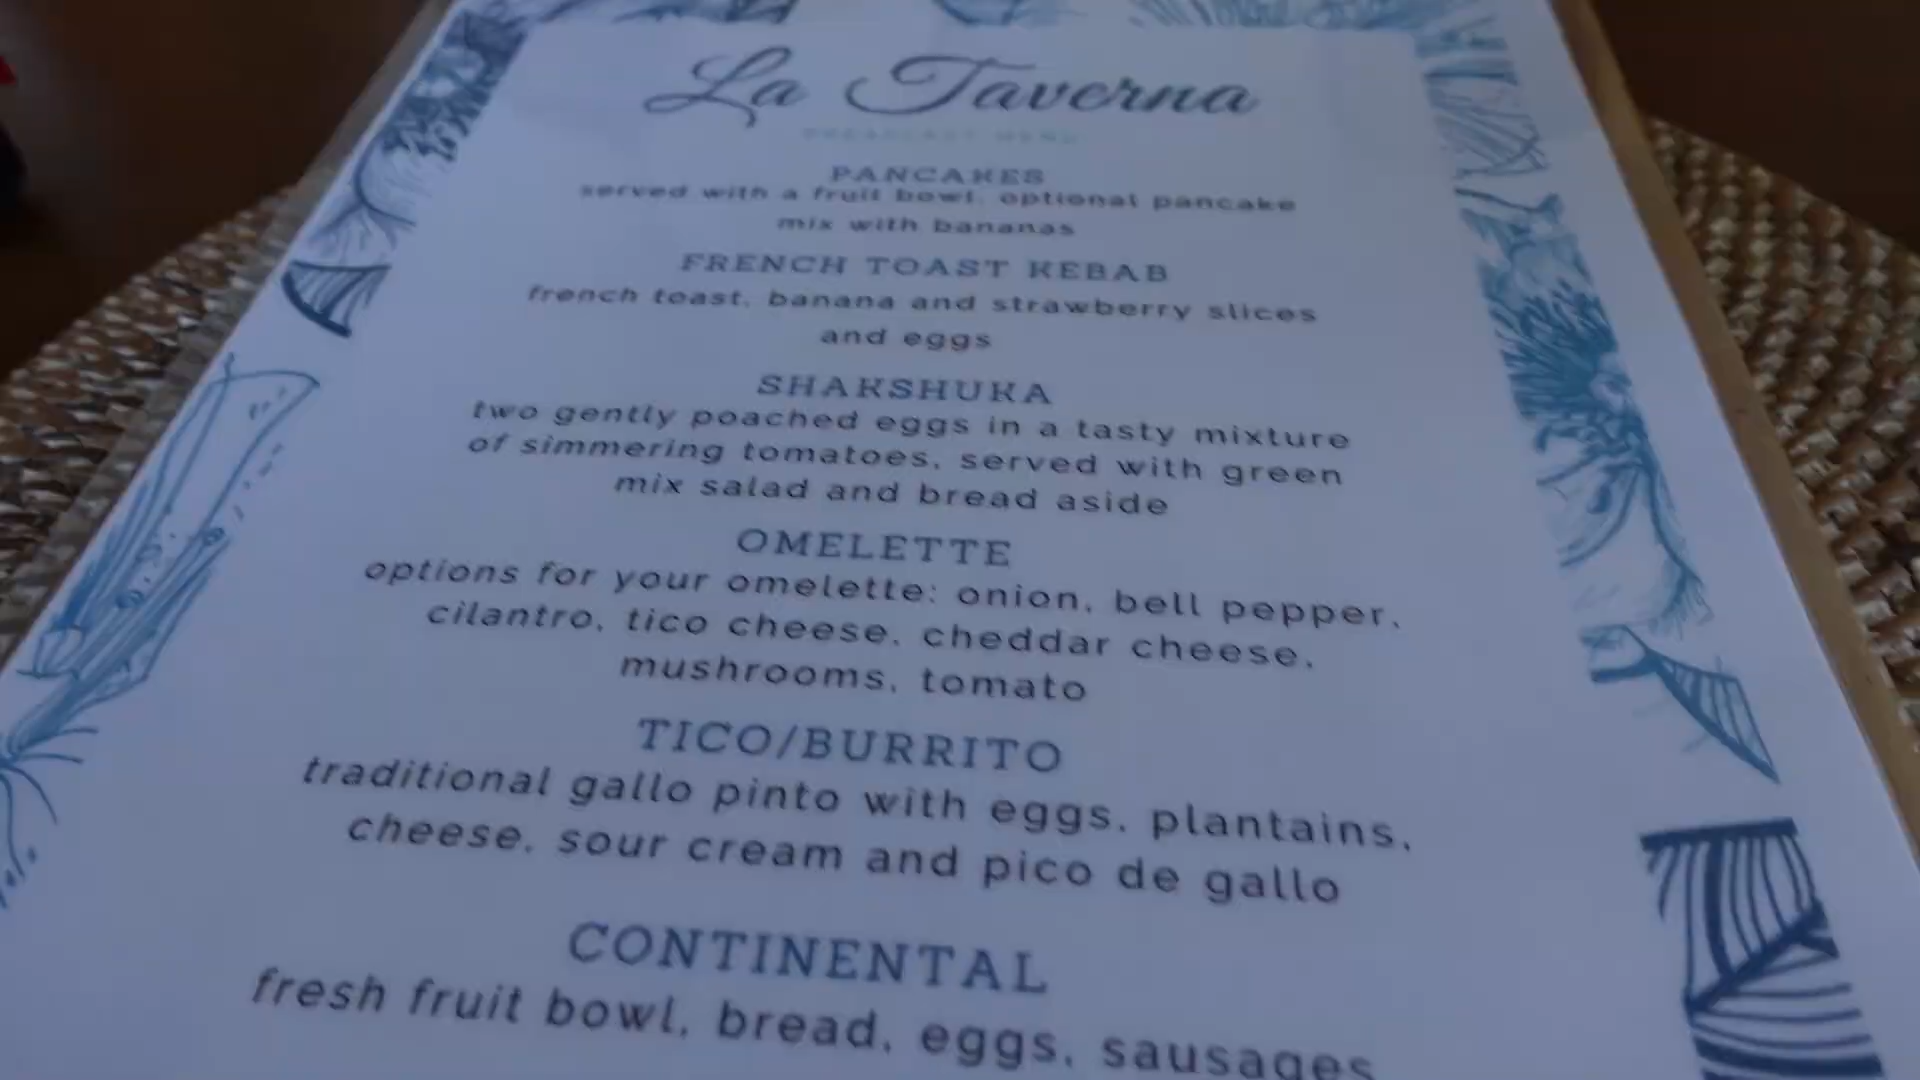 La Taverna
BREAKFAST MENU
PANCAKES
served with a fruit bowl, optional pancake
mix with bananas
FRENCH TOAST KEBAB
french toast, banana and strawberry slices
and eggs
SHAKSHUKA
two gently poached eggs in a tasty mixture
of simmering tomatoes, served with green
mix salad and bread aside
OMELETTE
options for your omelette: onion, bell pepper,
cilantro, tico cheese, cheddar cheese,
mushrooms, tomato
TICO/BURRITO
traditional gallo pinto with eggs, plantains,
cheese, sour cream and pico de gallo
CONTINENTAL
fresh fruit bowl, bread, eggs, sausages